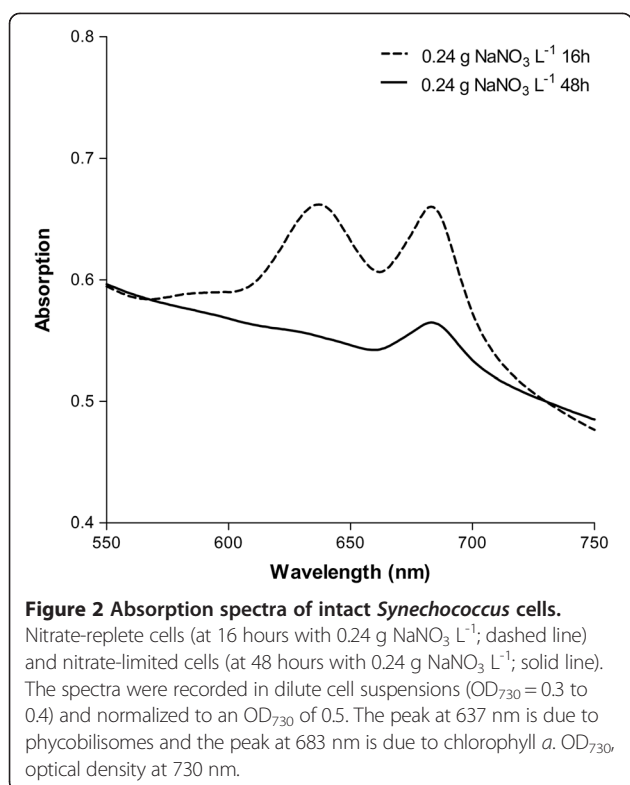 0.8
0.24 g NaNO3 L-1 16h
0.24 g NaNO3 L-1 48h
0.7
Absorption
0.6
0.5
0.4
550 600 650 700 750
Wavelength (nm)
Figure 2 Absorption spectra of intact Synechococcus cells.
Nitrate-replete cells (at 16 hours with 0.24 g NaNO3 L-1; dashed line)
and nitrate-limited cells (at 48 hours with 0.24 g NaNO3 L-1; solid line).
The spectra were recorded in dilute cell suspensions (OD730 = 0.3 to
0.4) and normalized to an OD730 of 0.5. The peak at 637 nm is due to
phycobilisomes and the peak at 683 nm is due to chlorophyll a. OD730,
optical density at 730 nm.